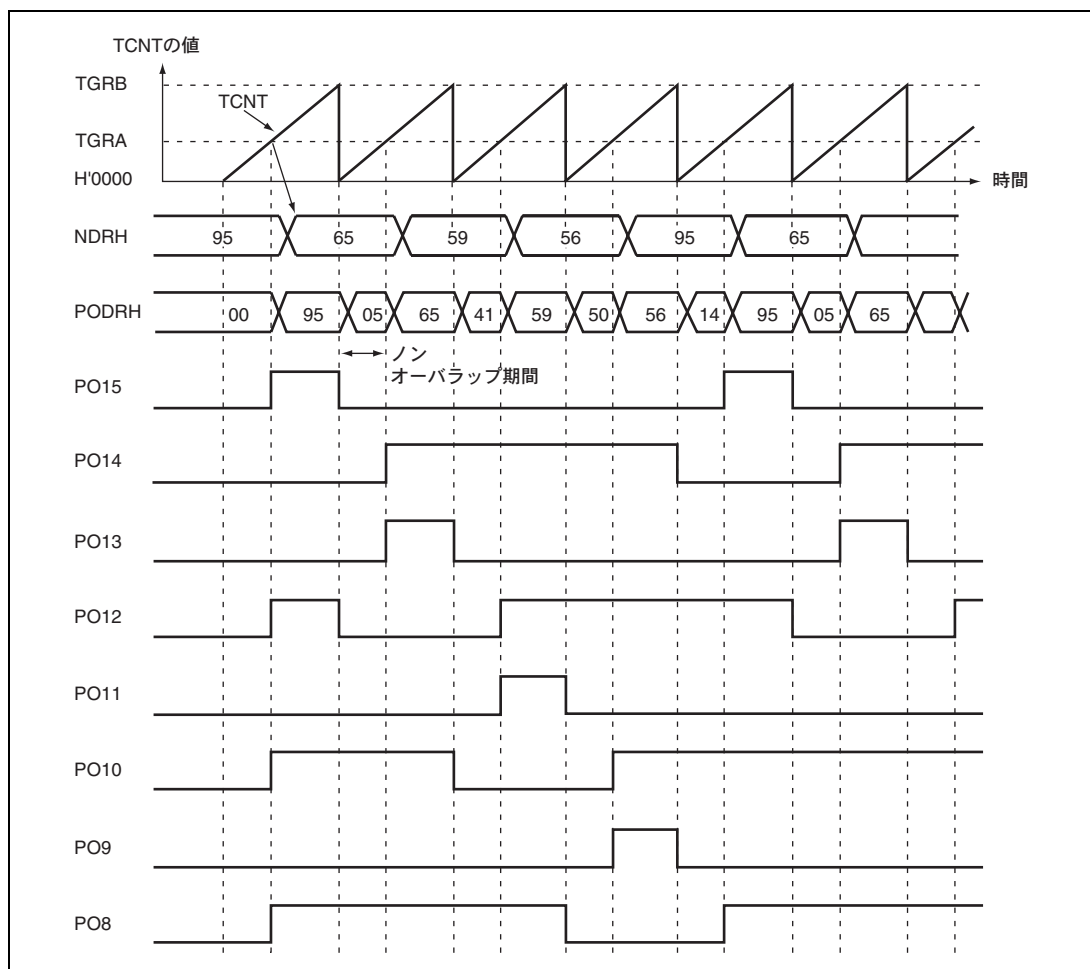 TCNTの値
TGRB
TCNT
TGRA
H'0000
時間
NDRH 95 65 59 56 95 65
PODRH 00 95 05 65 41 59 50 56 14 95 05 65
ノン
オーバラップ期間
PO15
PO14
PO13
PO12
PO11
PO10
PO9
PO8